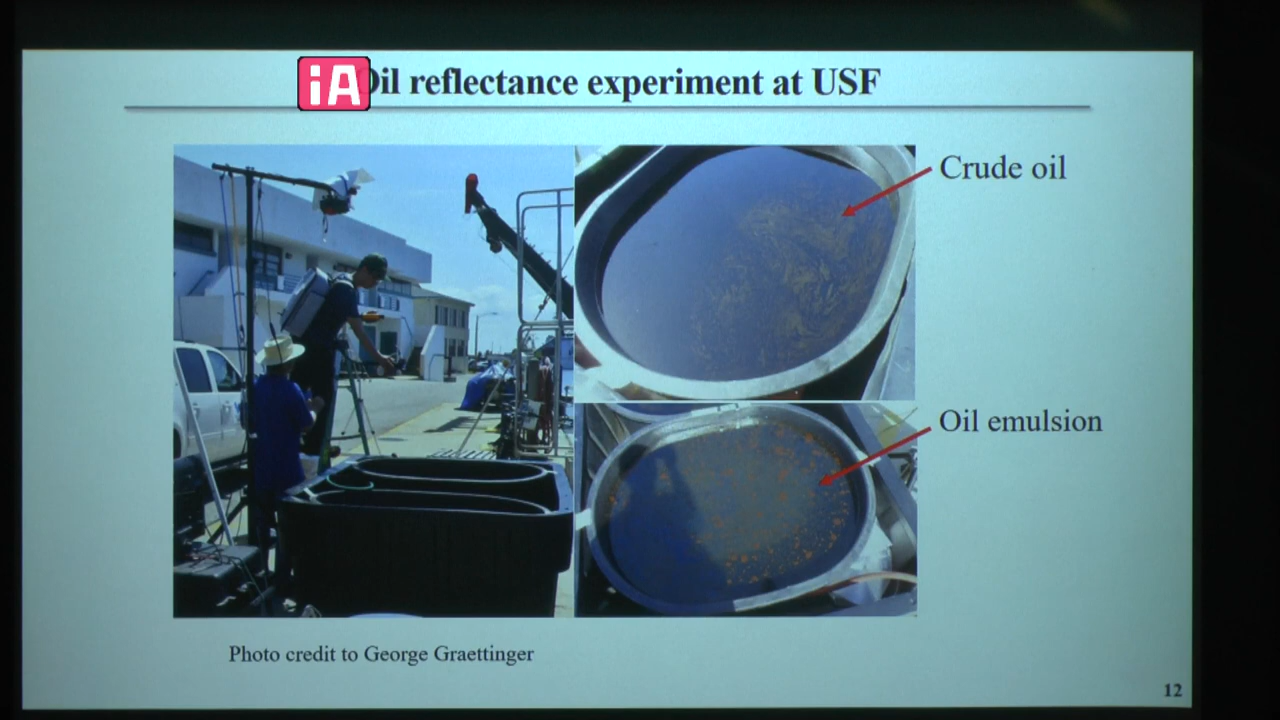 iA
Oil reflectance experiment at USF
Crude oil
Oil emulsion
Photo credit to George Graettinger
12